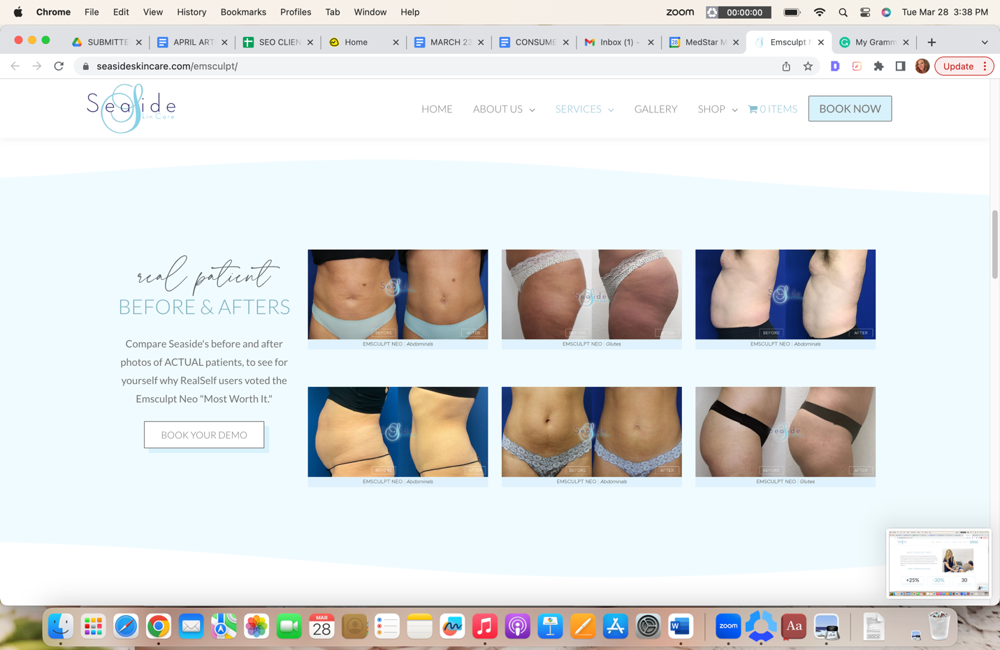 Chrome File Edit View History Bookmarks Profiles Tab Window Help zoom 00:00:00 Tue Mar 28 3:38 PM
SUBMITTE APRIL ART SEO CLIEN Home MARCH 23 CONSUME Inbox (1) - MedStar M Emsculpt My Gramm
seasideskincare.com/emsculpt/ Update
Seaside
Skin Care
HOME ABOUT US SERVICES GALLERY SHOP 0 ITEMS BOOK NOW
real patient
BEFORE & AFTERS
Compare Seaside's before and after
photos of ACTUAL patients, to see for
yourself why RealSelf users voted the
Emsculpt Neo "Most Worth It."
BOOK YOUR DEMO
BEFORE AFTER
EMSCULPT NEO | Abdominals
BEFORE AFTER
EMSCULPT NEO | Glutes
BEFORE AFTER
EMSCULPT NEO | Abdominals
BEFORE AFTER
EMSCULPT NEO | Abdominals
BEFORE AFTER
EMSCULPT NEO | Abdominals
BEFORE AFTER
EMSCULPT NEO | Glutes
+25% -30% 30
MAR
28
zoom
Aa
W
DOCX